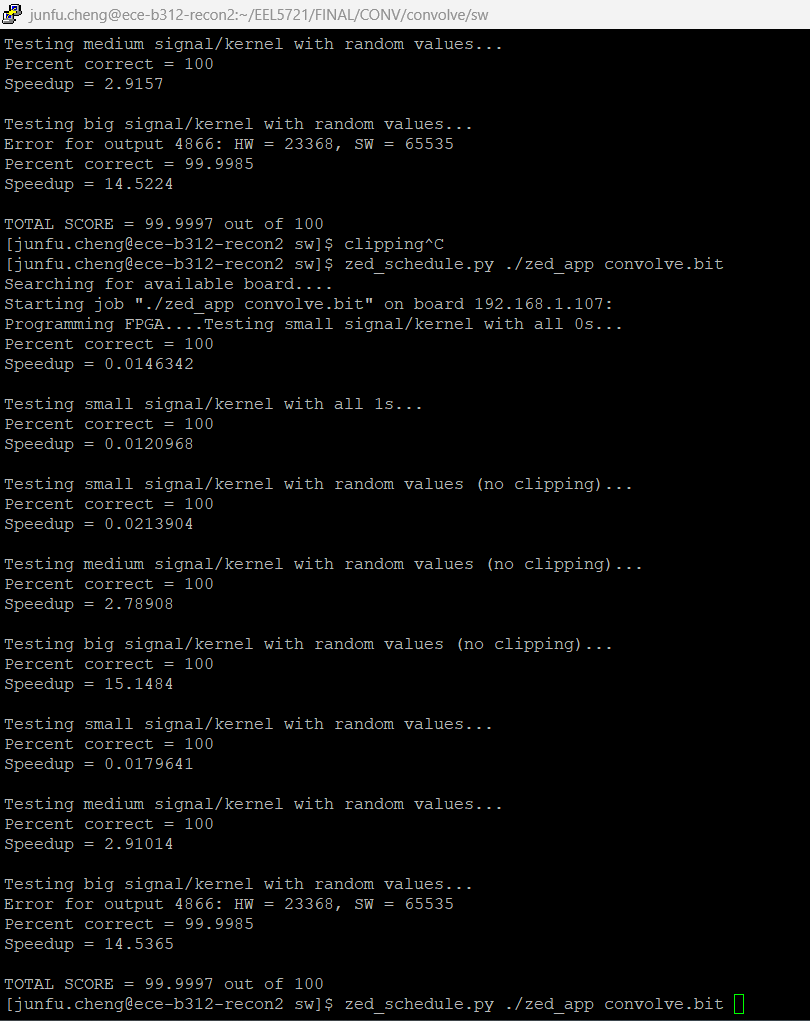 junfu.cheng@ece-b312-recon2:~/EEL5721/FINAL/CONV/convolve/sw
Testing medium signal/kernel with random values...
Percent correct = 100
Speedup = 2.9157
Testing big signal/kernel with random values...
Error for output 4866: HW = 23368, SW = 65535
Percent correct = 99.9985
Speedup = 14.5224
TOTAL SCORE = 99.9997 out of 100
[junfu.cheng@ece-b312-recon2 sw]$ clipping^C
[junfu.cheng@ece-b312-recon2 sw]$ zed_schedule.py ./zed_app convolve.bit
Searching for available board....
Starting job "./zed_app convolve.bit" on board 192.168.1.107:
Programming FPGA....Testing small signal/kernel with all 0s...
Percent correct = 100
Speedup = 0.0146342
Testing small signal/kernel with all 1s...
Percent correct = 100
Speedup = 0.0120968
Testing small signal/kernel with random values (no clipping)...
Percent correct = 100
Speedup = 0.0213904
Testing medium signal/kernel with random values (no clipping)...
Percent correct = 100
Speedup = 2.78908
Testing big signal/kernel with random values (no clipping)...
Percent correct = 100
Speedup = 15.1484
Testing small signal/kernel with random values...
Percent correct = 100
Speedup = 0.0179641
Testing medium signal/kernel with random values...
Percent correct = 100
Speedup = 2.91014
Testing big signal/kernel with random values...
Error for output 4866: HW = 23368, SW = 65535
Percent correct = 99.9985
Speedup = 14.5365
TOTAL SCORE = 99.9997 out of 100
[junfu.cheng@ece-b312-recon2 sw]$ zed_schedule.py ./zed_app convolve.bit